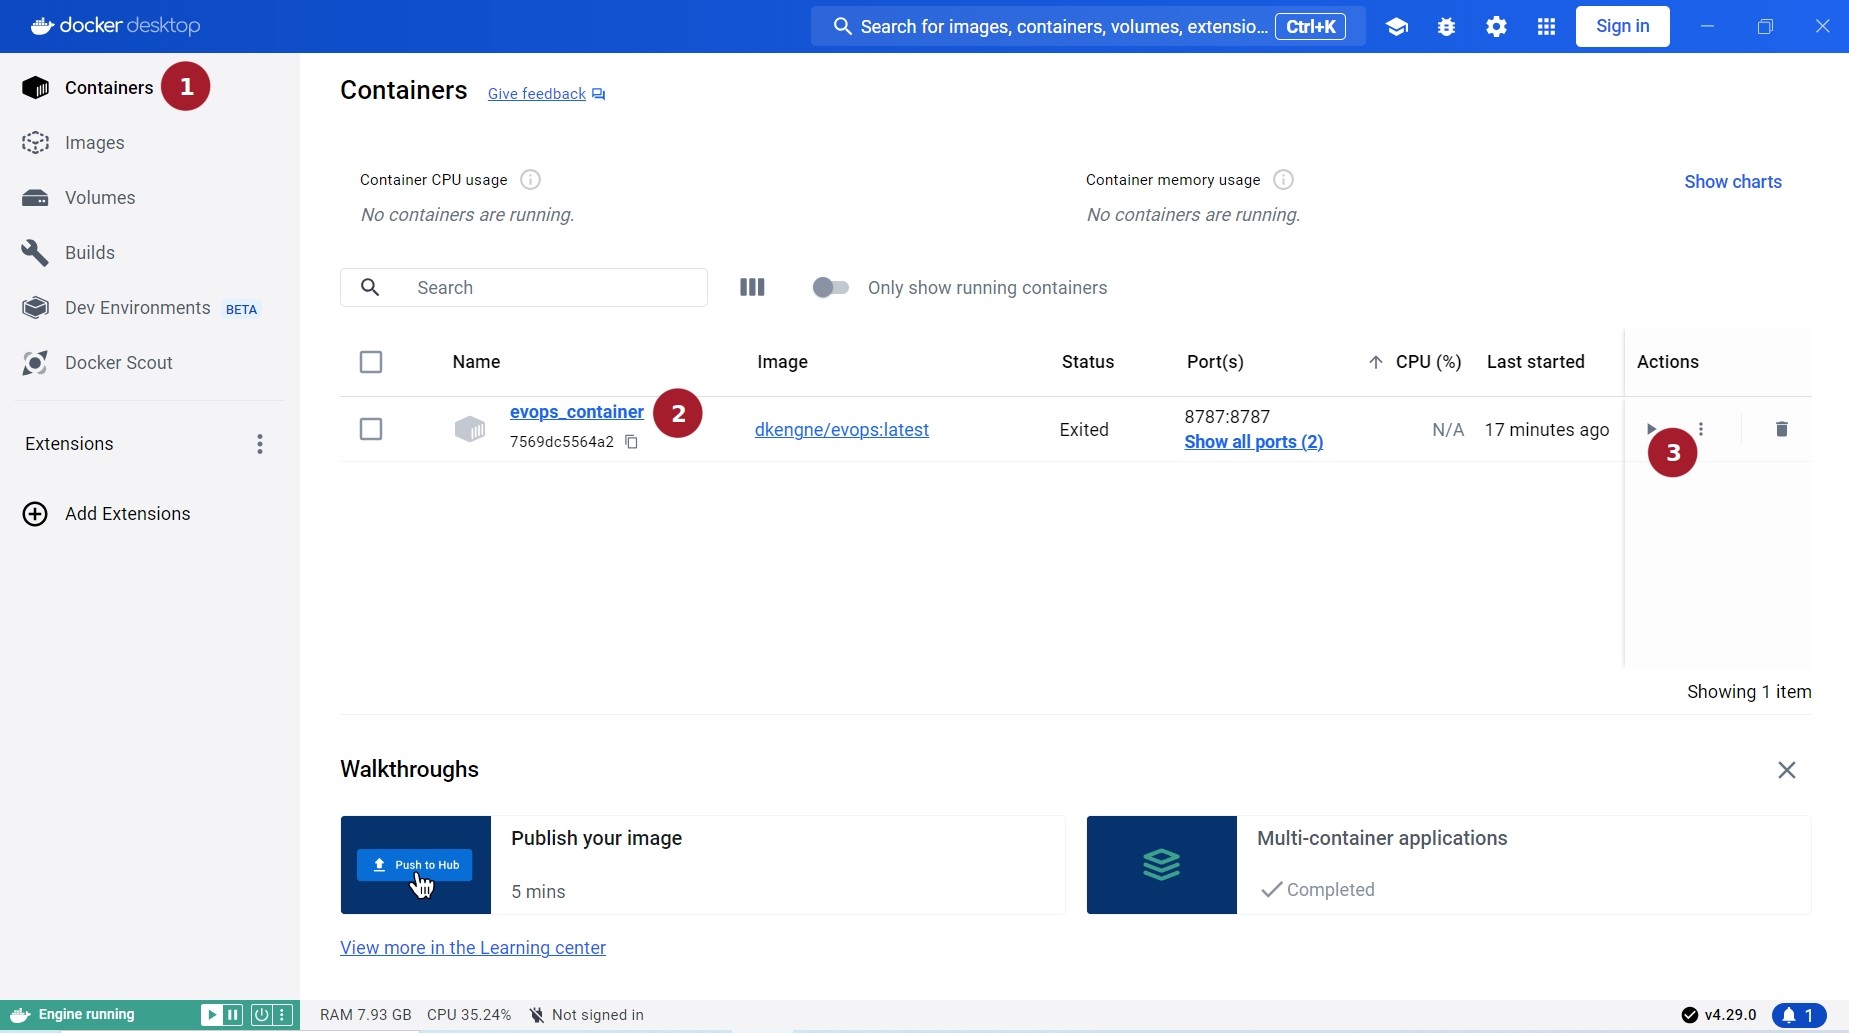 docker desktop
Search for images, containers, volumes, extensio... Ctrl+K
Sign in
Containers 1
Images
Volumes
Builds
Dev Environments BETA
Docker Scout
Extensions
Add Extensions
Containers Give feedback
Container CPU usage
No containers are running.
Container memory usage
No containers are running.
Show charts
Search
Only show running containers
Name Image Status Port(s) CPU (%) Last started Actions
evops_container 2
7569dc5564a2
dkengne/evops:latest
Exited
8787:8787
Show all ports (2)
N/A
17 minutes ago
3
Showing 1 item
Walkthroughs
Push to Hub
Publish your image
5 mins
Multi-container applications
Completed
View more in the Learning center
Engine running
RAM 7.93 GB CPU 35.24% Not signed in
v4.29.0
1